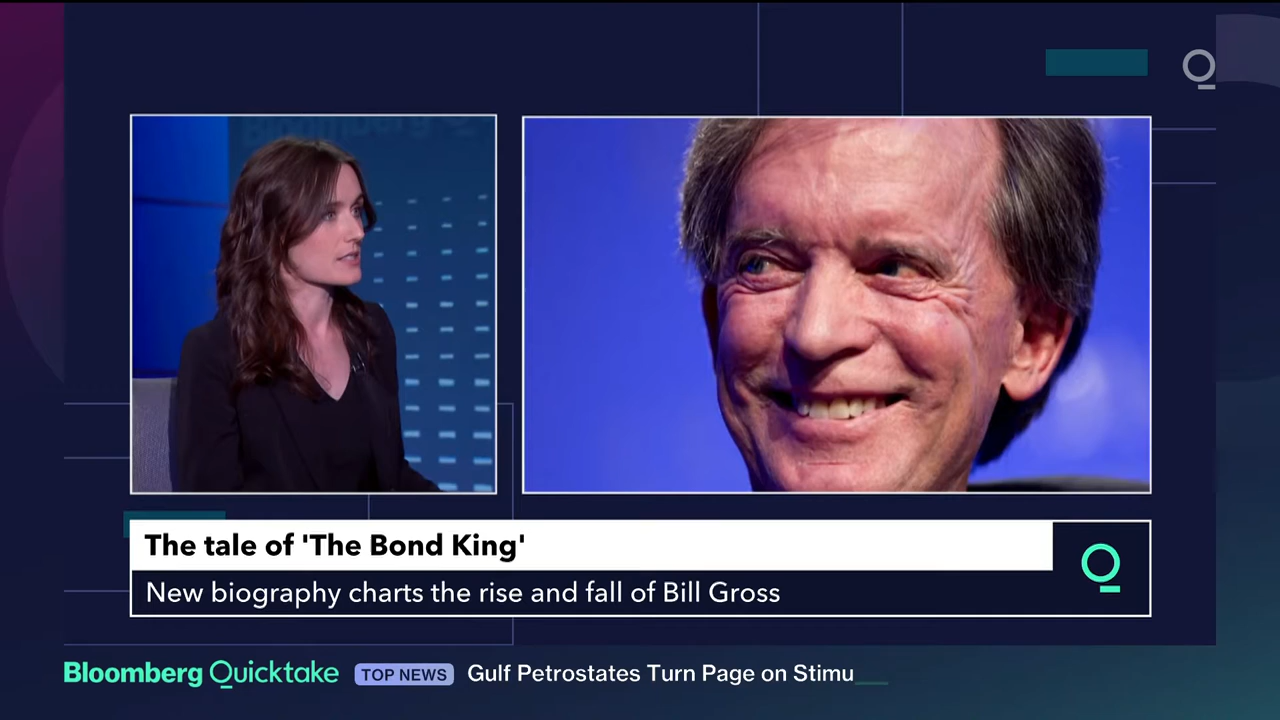 Bloomberg
The tale of 'The Bond King'
New biography charts the rise and fall of Bill Gross
Bloomberg Quicktake TOP NEWS Gulf Petrostates Turn Page on Stimu